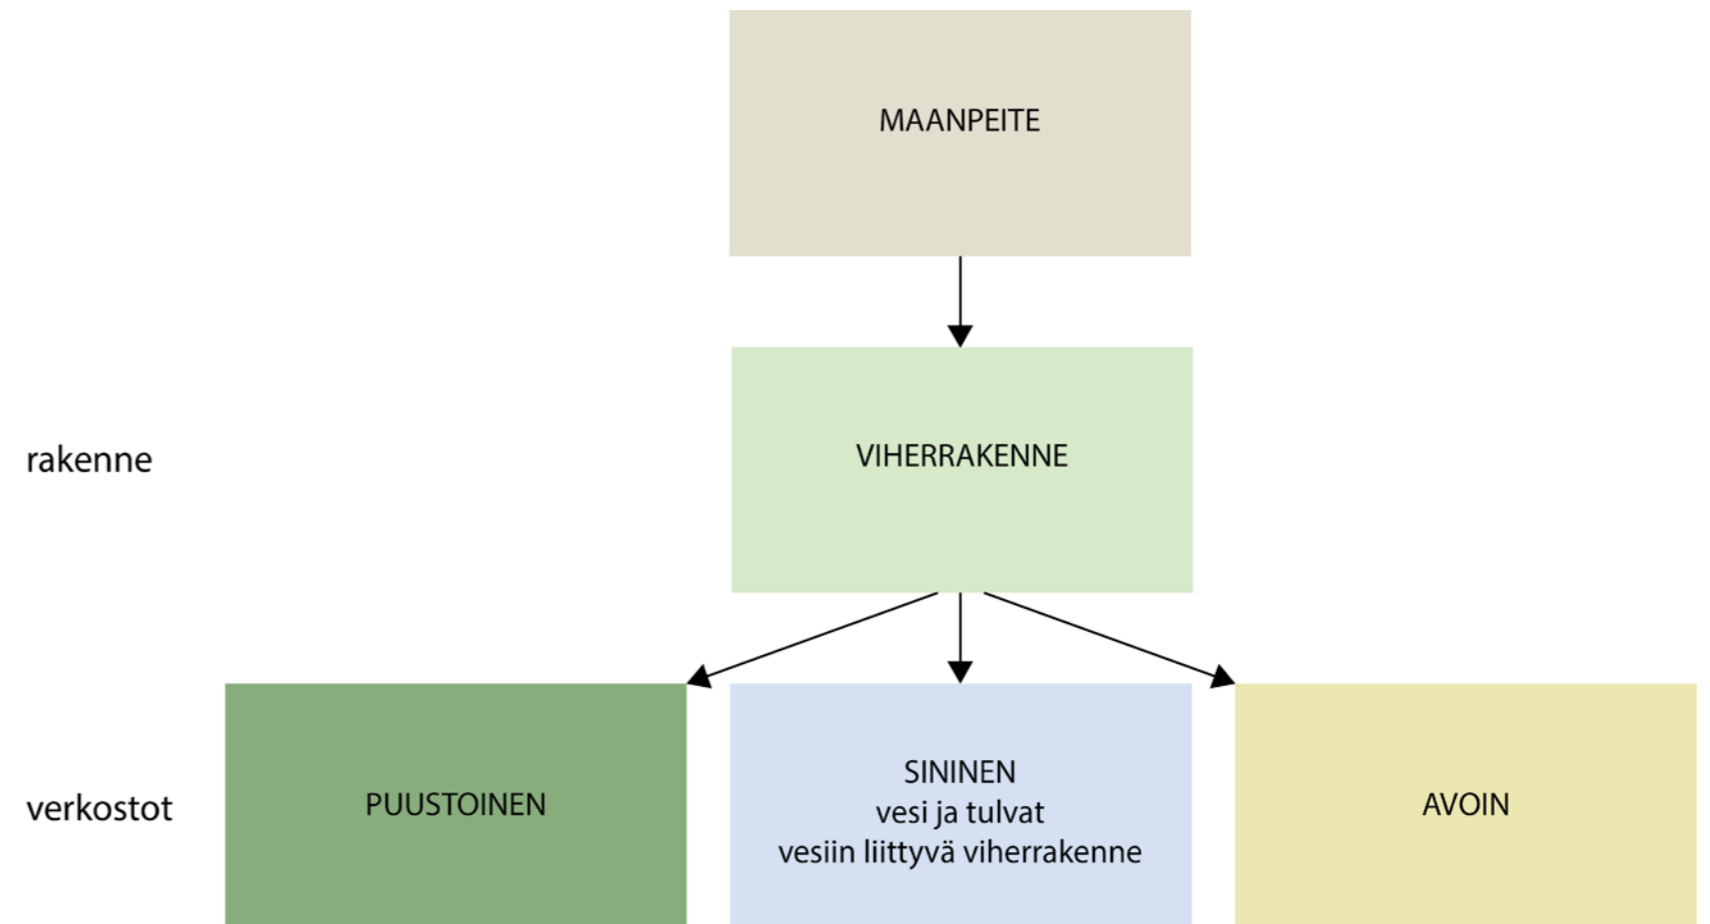 MAANPEITE
rakenne
VIHERRAKENNE
verkostot
PUUSTOINEN
SININEN
vesi ja tulvat
vesiin liittyvä viherrakenne
AVOIN